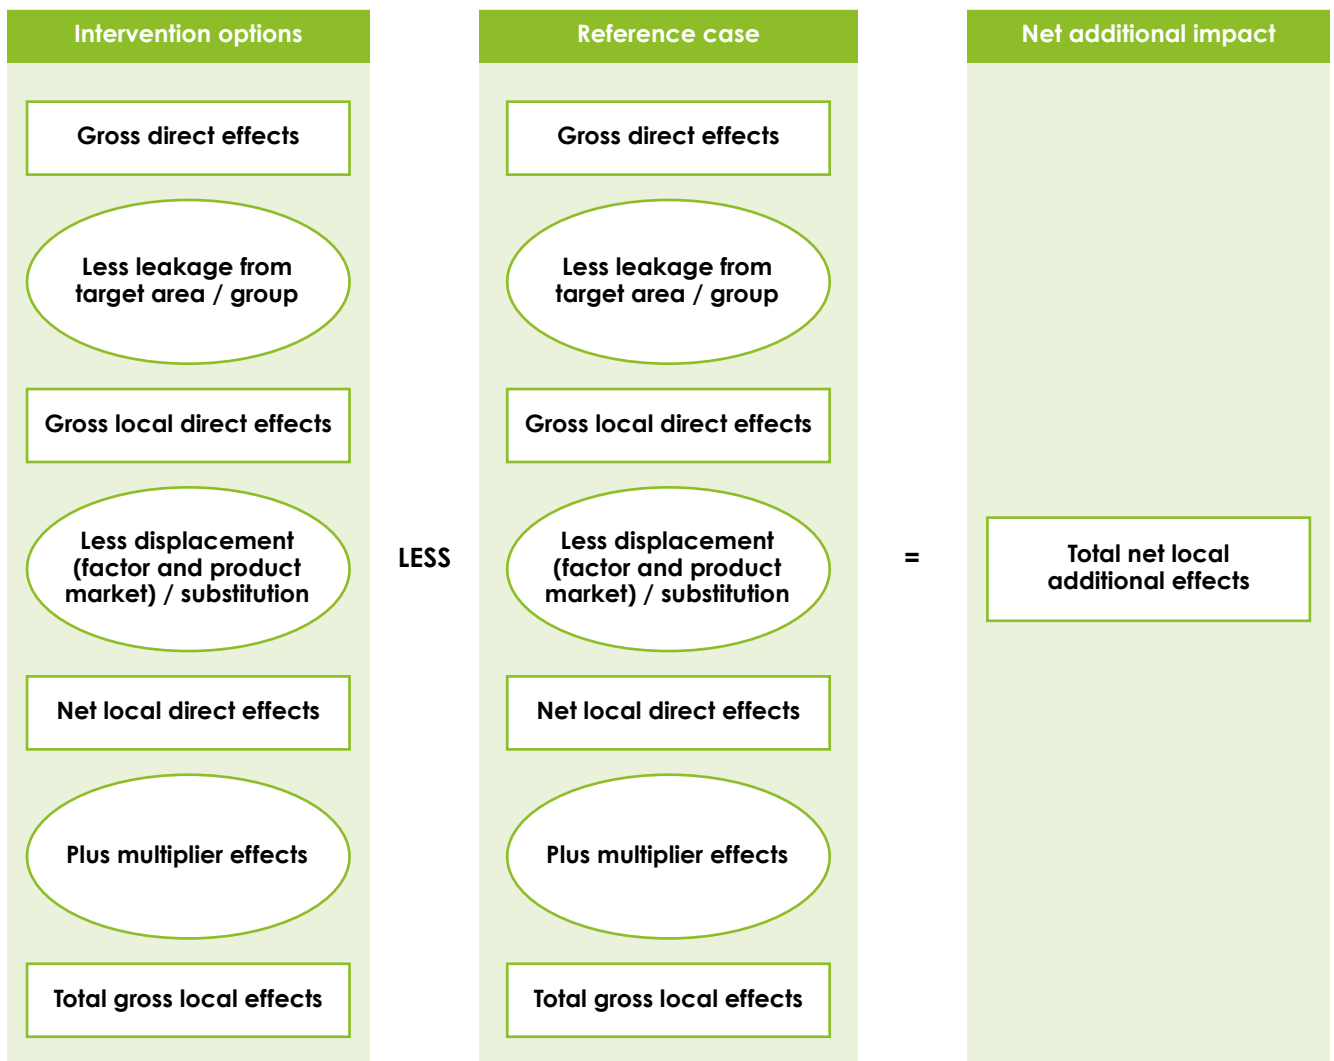 Intervention options
Gross direct effects
Less leakage from
target area / group
Gross local direct effects
Less displacement
(factor and product
market) / substitution
Net local direct effects
Plus multiplier effects
Total gross local effects
LESS
Reference case
Gross direct effects
Less leakage from
target area / group
Gross local direct effects
Less displacement
(factor and product
market) / substitution
Net local direct effects
Plus multiplier effects
Total gross local effects
=
Net additional impact
Total net local
additional effects